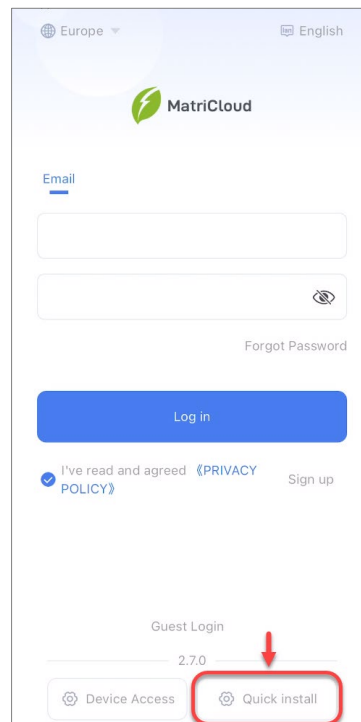 Europe
English
MatriCloud
Email
Forgot Password
Log in
I've read and agreed 《PRIVACY
POLICY》
Sign up
Guest Login
2.7.0
Device Access
Quick install